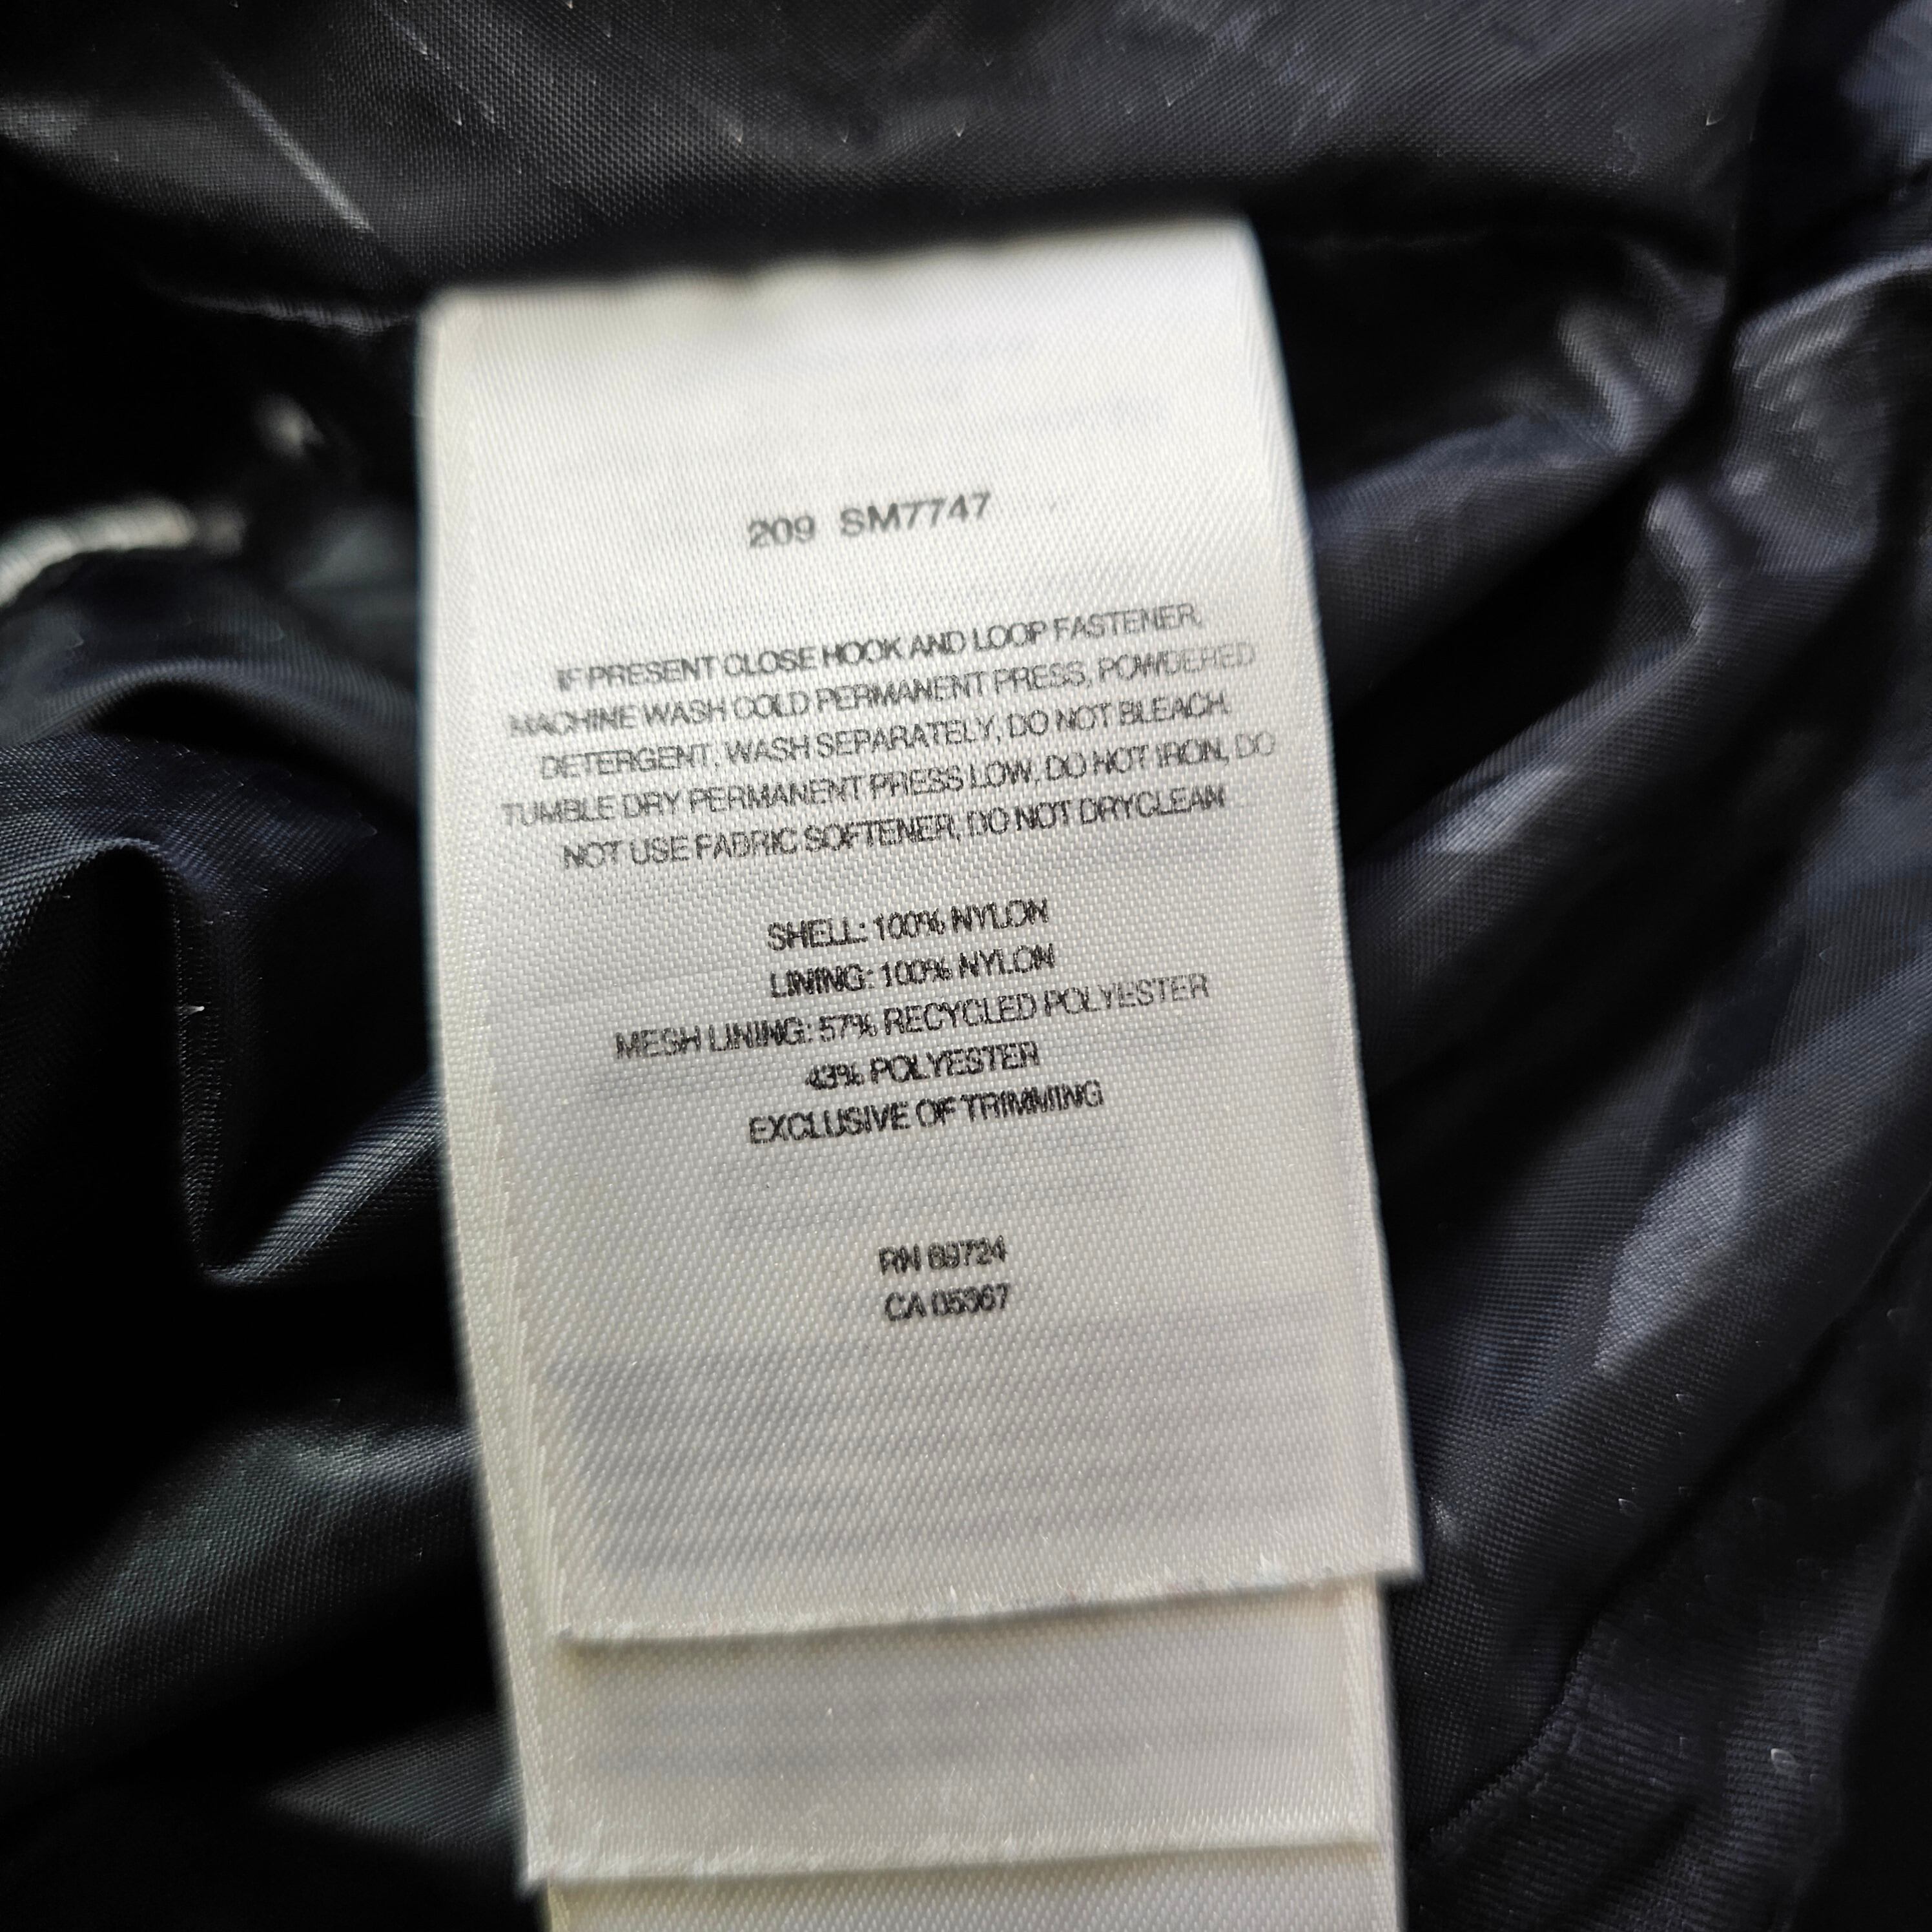 209 SM7747
IF PRESENT CLOSE HOOK AND LOOP FASTENER,
MACHINE WASH COLD PERMANENT PRESS, POWDERED
DETERGENT, WASH SEPARATELY, DO NOT BLEACH,
TUMBLE DRY PERMANENT PRESS LOW, DO NOT IRON, DO
NOT USE FABRIC SOFTENER, DO NOT DRYCLEAN
SHELL: 100% NYLON
LINING: 100% NYLON
MESH LINING: 57% RECYCLED POLYESTER
43% POLYESTER
EXCLUSIVE OF TRIMMING
RN 69724
CA 05367